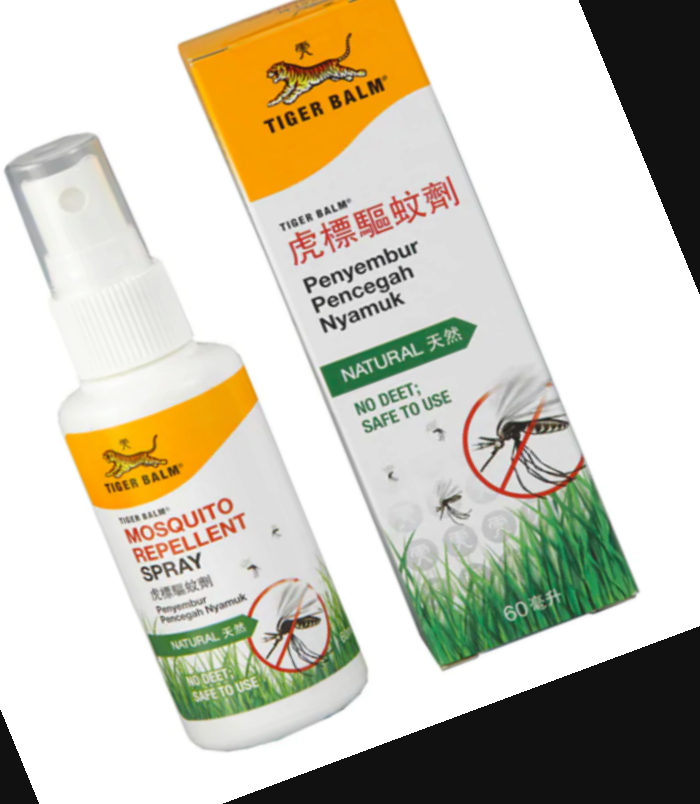 TIGER BALM®
TIGER BALM®
虎標驅蚊劑
Penyembur
Pencegah
Nyamuk
NATURAL 天然
NO DEET;
SAFE TO USE
60毫升
TIGER BALM®
TIGER BALM®
MOSQUITO
REPELLENT
SPRAY
虎標驅蚊劑
Penyembur
Pencegah Nyamuk
NATURAL 天然
NO DEET;
SAFE TO USE